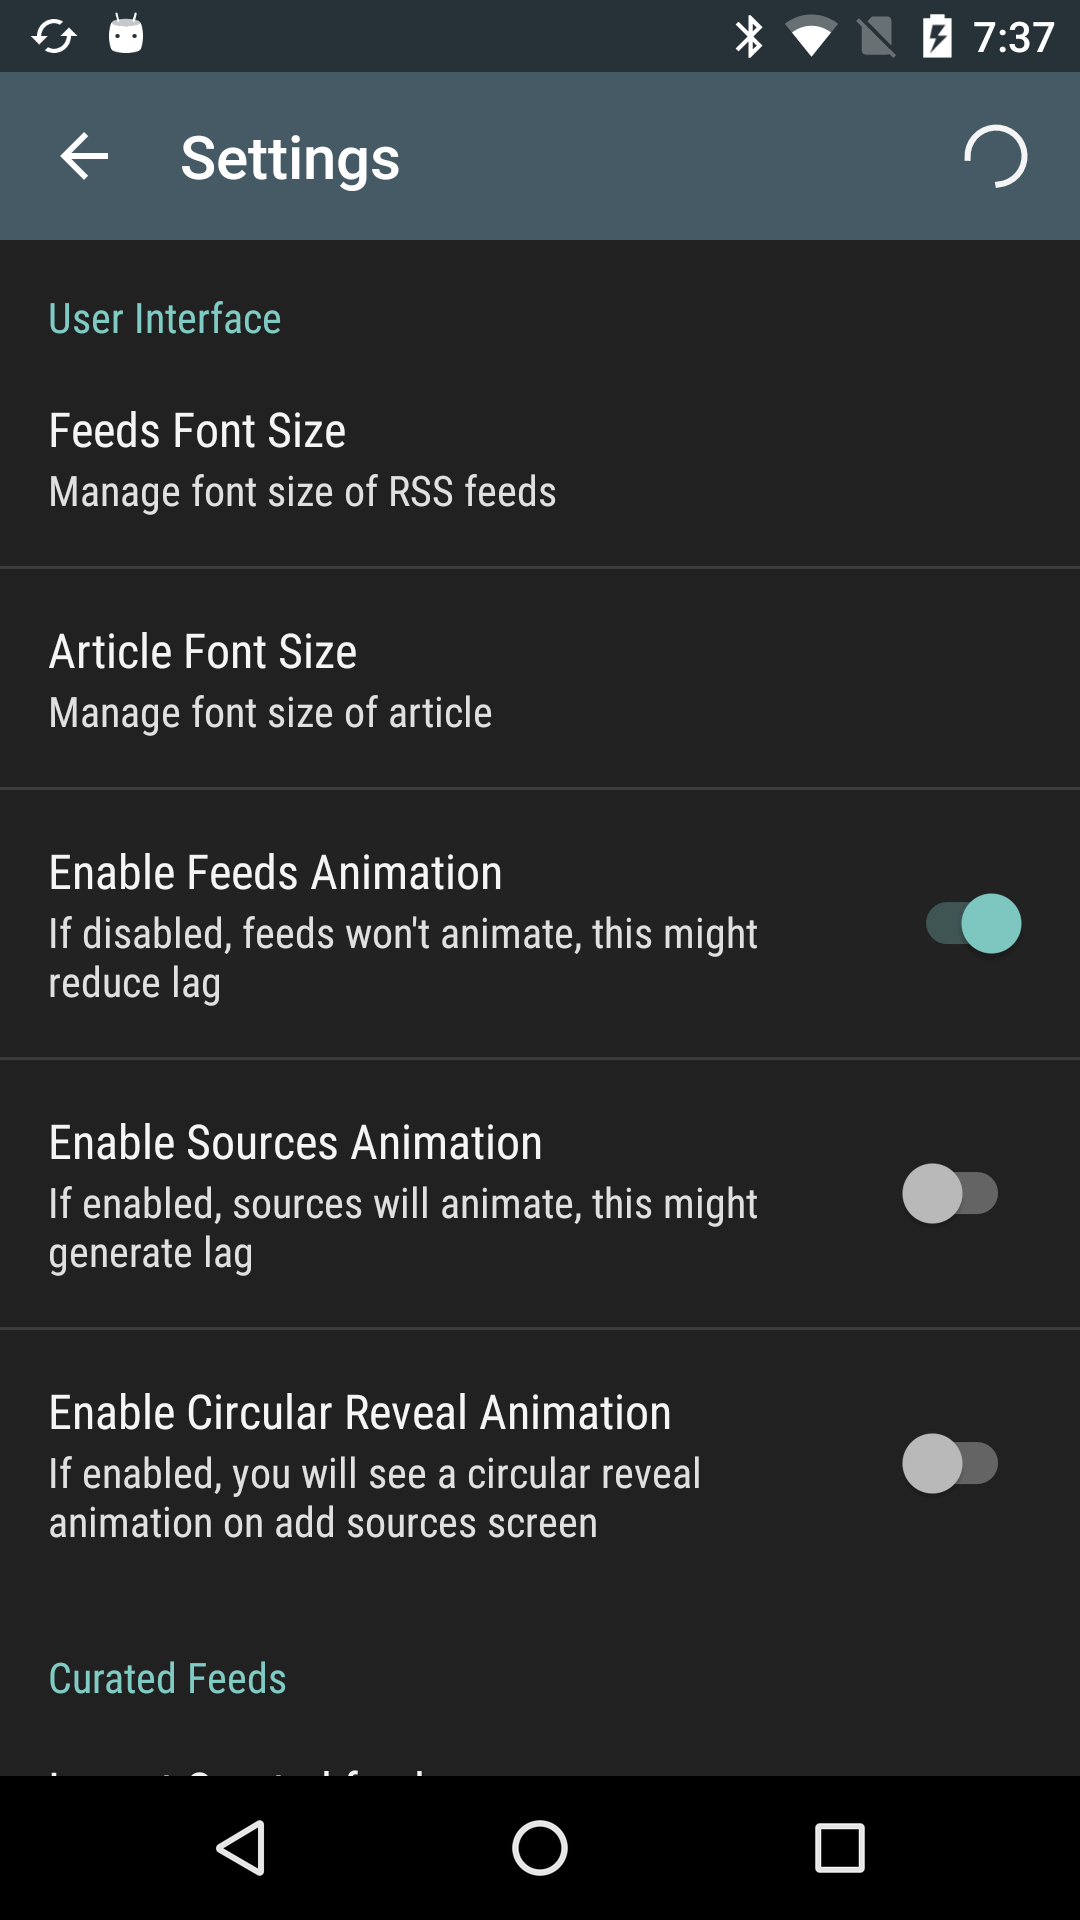 7:37
Settings
User Interface
Feeds Font Size
Manage font size of RSS feeds
Article Font Size
Manage font size of article
Enable Feeds Animation
If disabled, feeds won't animate, this might
reduce lag
Enable Sources Animation
If enabled, sources will animate, this might
generate lag
Enable Circular Reveal Animation
If enabled, you will see a circular reveal
animation on add sources screen
Curated Feeds